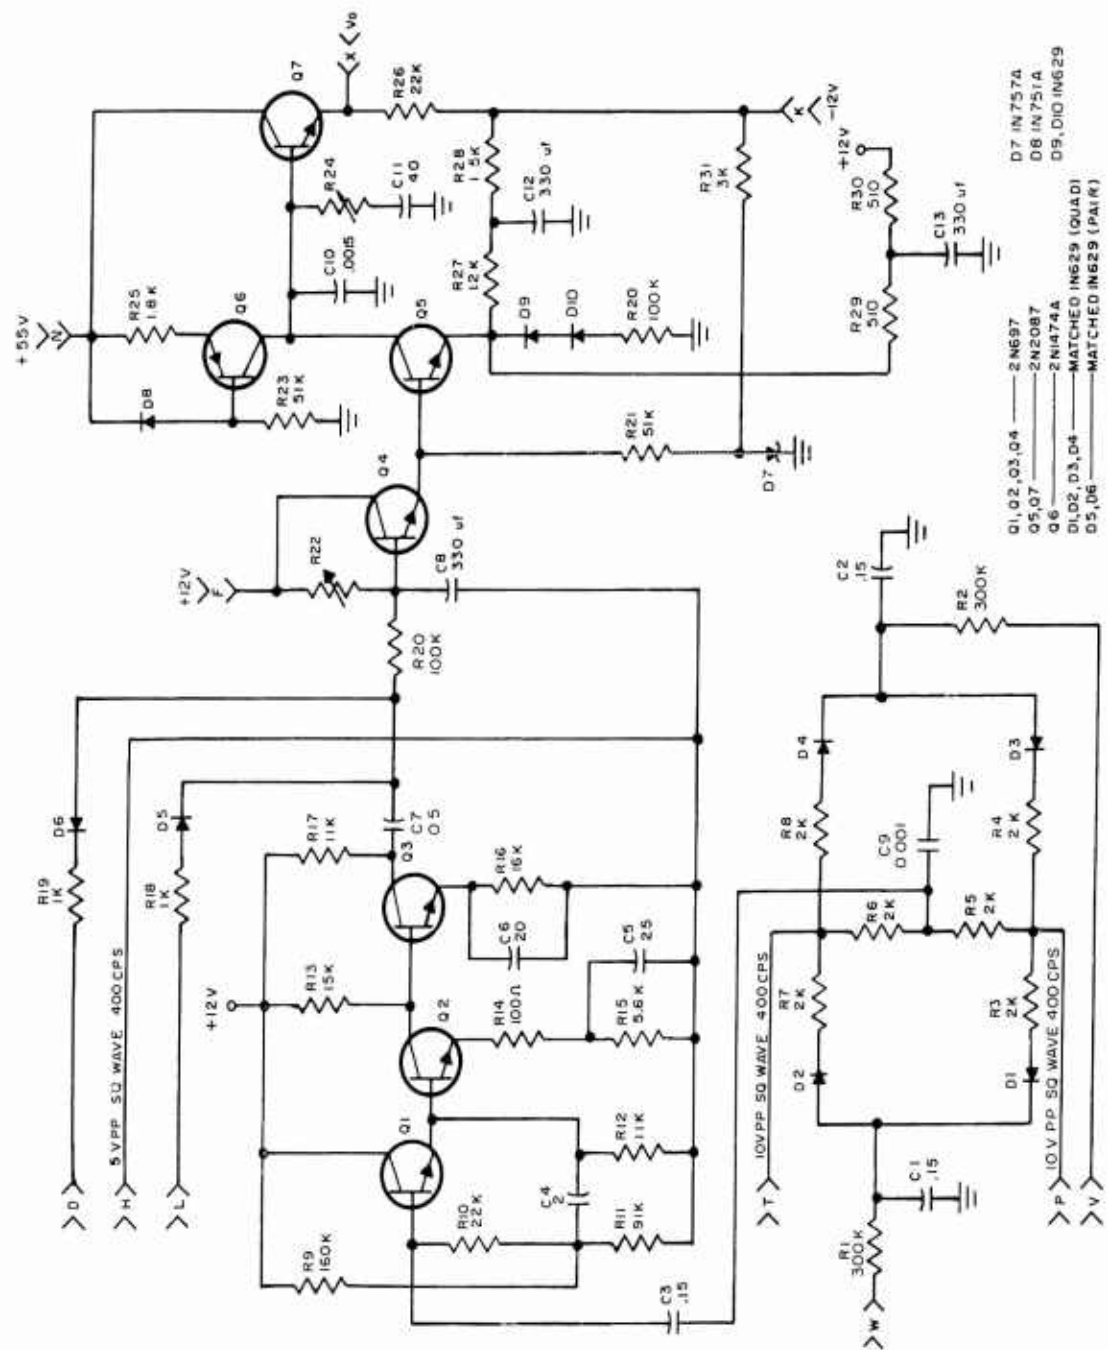 +55V
N
R25
1.8K
Q6
D8
R23
51K
Q7
X
Vo
R26
22K
R24
C11
40
C10
.0015
R28
1.5K
C12
330 uf
R27
Q5
D9
D10
R20
100K
K
-12V
R31
3K
+12V
R30
510
R29
510
C13
330 uf
R21
51K
D7
Q4
+12V
F
R22
C8
330 uf
R20
100K
D6
R19
1K
D5
R18
1K
D
H
5 VPP SQ WAVE 400 CPS
L
R17
11K
C7
Q3
R16
16K
C6
20
+12V
R13
15K
Q2
R14
100Ω
R15
5.6K
C5
25
Q1
R9
160K
R10
22K
C4
2
R12
11K
R11
91K
C3
.15
T
10VPP SQ WAVE 400 CPS
P
10 V PP SQ WAVE 400 CPS
V
W
R1
300K
C1
.15
D2
R7
2K
D1
R3
2K
R6
2K
R5
2K
C9
0.001
R8
2K
D4
R4
2K
D3
C2
.15
R2
300K
Q1, Q2, Q3, Q4 2N697
Q5, Q7 2N2087
Q6 2N1474A
D1, D2, D3, D4 MATCHED IN629 (QUAD)
D5, D6 MATCHED IN629 (PAIR)
D7 IN757A
D8 IN751A
D9, D10 IN629